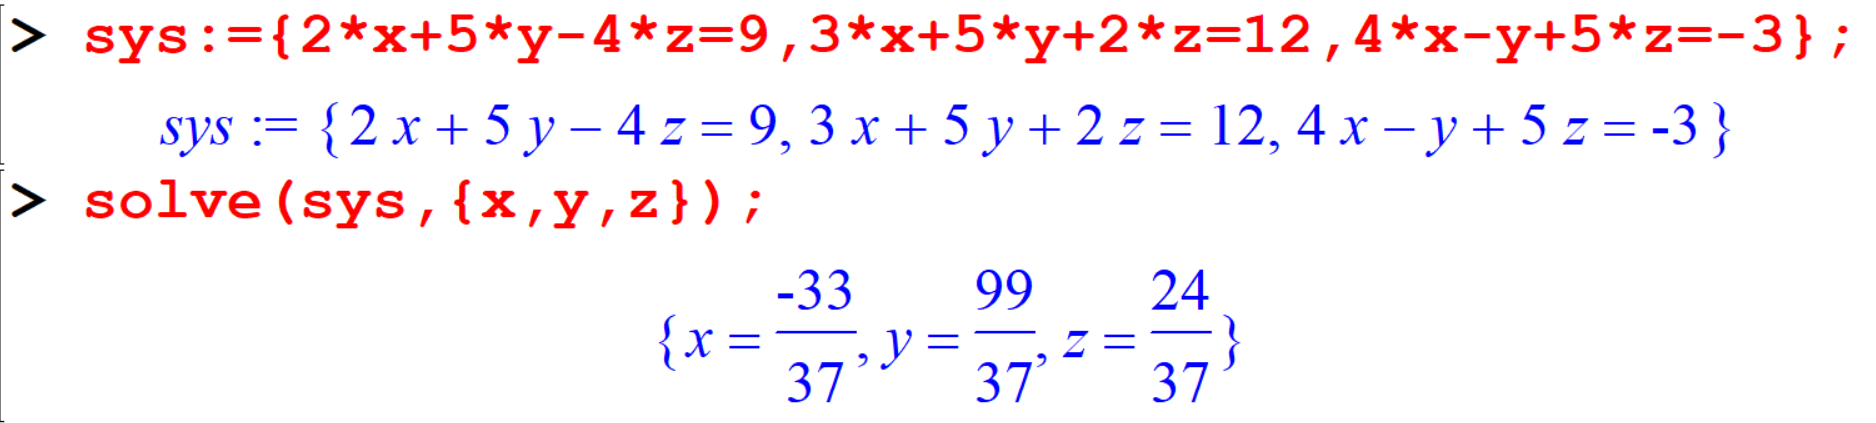 > sys:={2*x+5*y-4*z=9,3*x+5*y+2*z=12,4*x-y+5*z=-3};
sys := {2 x + 5 y − 4 z = 9, 3 x + 5 y + 2 z = 12, 4 x − y + 5 z = -3}
> solve(sys,{x,y,z});
{x = -33/37, y = 99/37, z = 24/37}